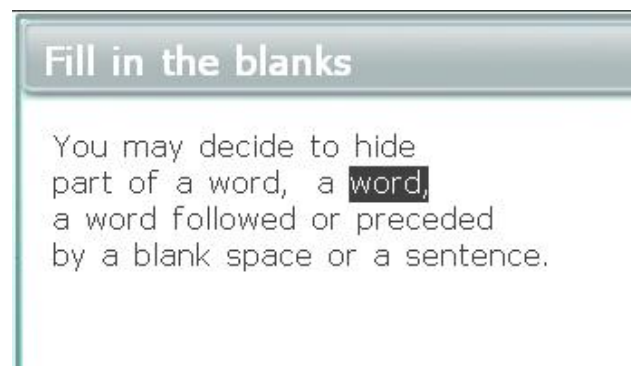 Fill in the blanks
You may decide to hide
part of a word,  a word,
a word followed or preceded
by a blank space or a sentence.